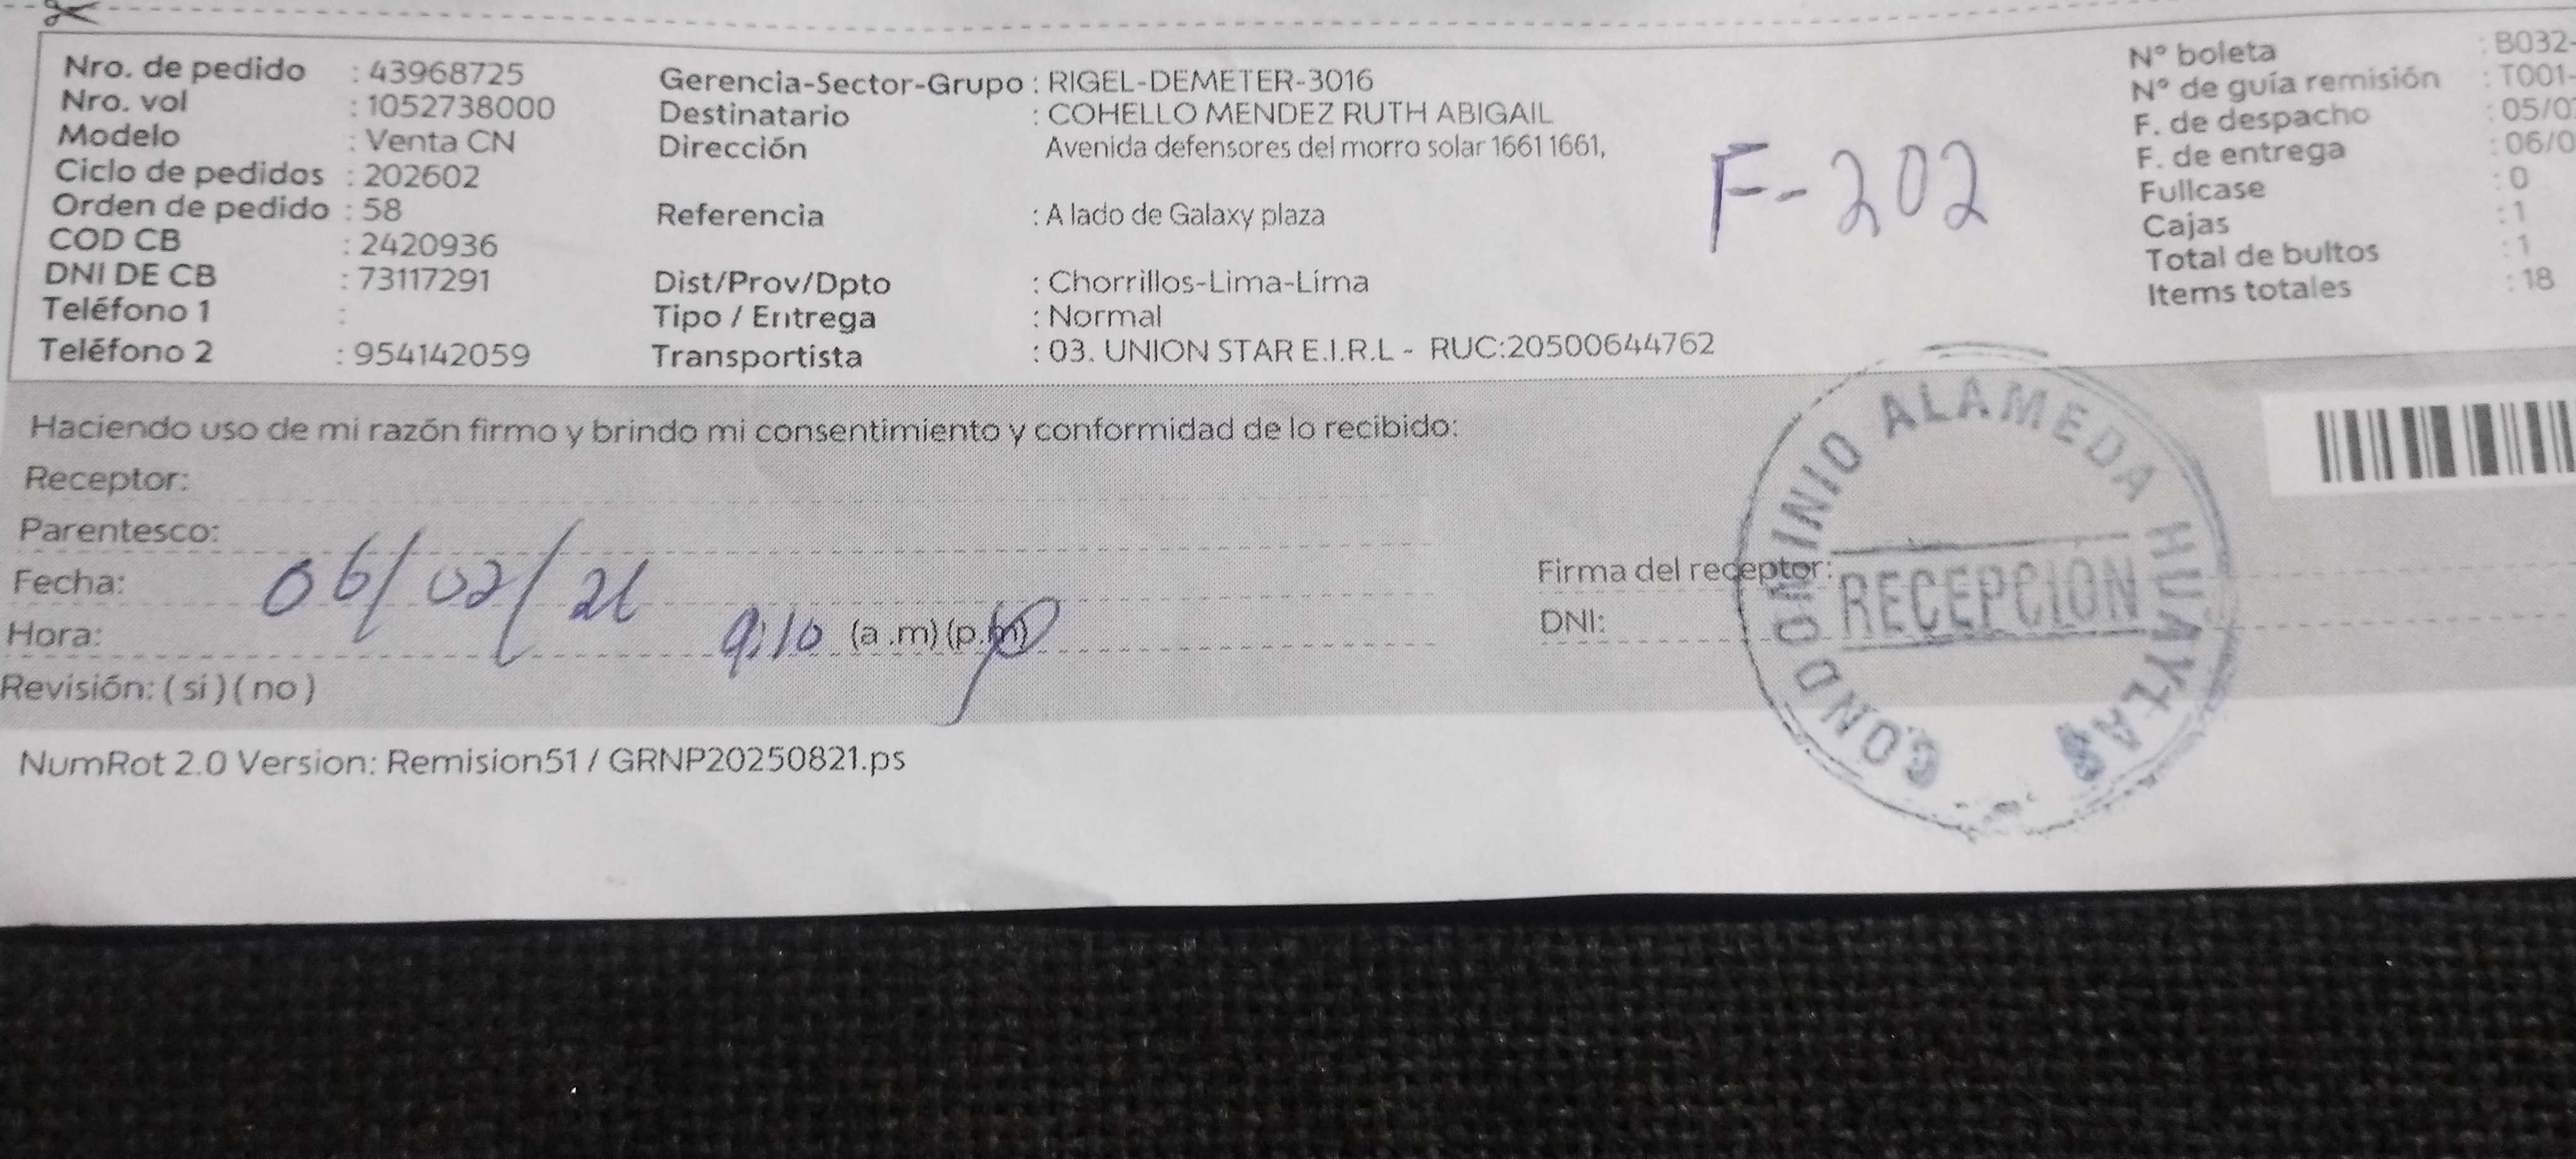 Nro. de pedido : 43968725
Nro. vol : 1052738000
Modelo : Venta CN
Ciclo de pedidos : 202602
Orden de pedido : 58
COD CB : 2420936
DNI DE CB : 73117291
Teléfono 1 :
Teléfono 2 : 954142059
Gerencia-Sector-Grupo : RIGEL-DEMETER-3016
Destinatario : COHELLO MENDEZ RUTH ABIGAIL
Dirección Avenida defensores del morro solar 1661 1661,
Referencia : A lado de Galaxy plaza
Dist/Prov/Dpto : Chorrillos-Lima-Lima
Tipo / Entrega : Normal
Transportista : 03. UNION STAR E.I.R.L - RUC:20500644762
F-202
N° boleta : B032-
N° de guía remisión : T001-
F. de despacho : 05/0
F. de entrega : 06/0
Fullcase : 0
Cajas : 1
Total de bultos : 1
Items totales : 18
Haciendo uso de mi razón firmo y brindo mi consentimiento y conformidad de lo recibido:
Receptor:
Parentesco:
Fecha: 06/02/26
Hora: 9:10 (a .m) (p.m)
Revisión: ( si ) ( no )
Firma del receptor:
DNI:
CONDOMINIO ALAMEDA HUAYLAS
RECEPCIÓN
NumRot 2.0 Version: Remision51 / GRNP20250821.ps